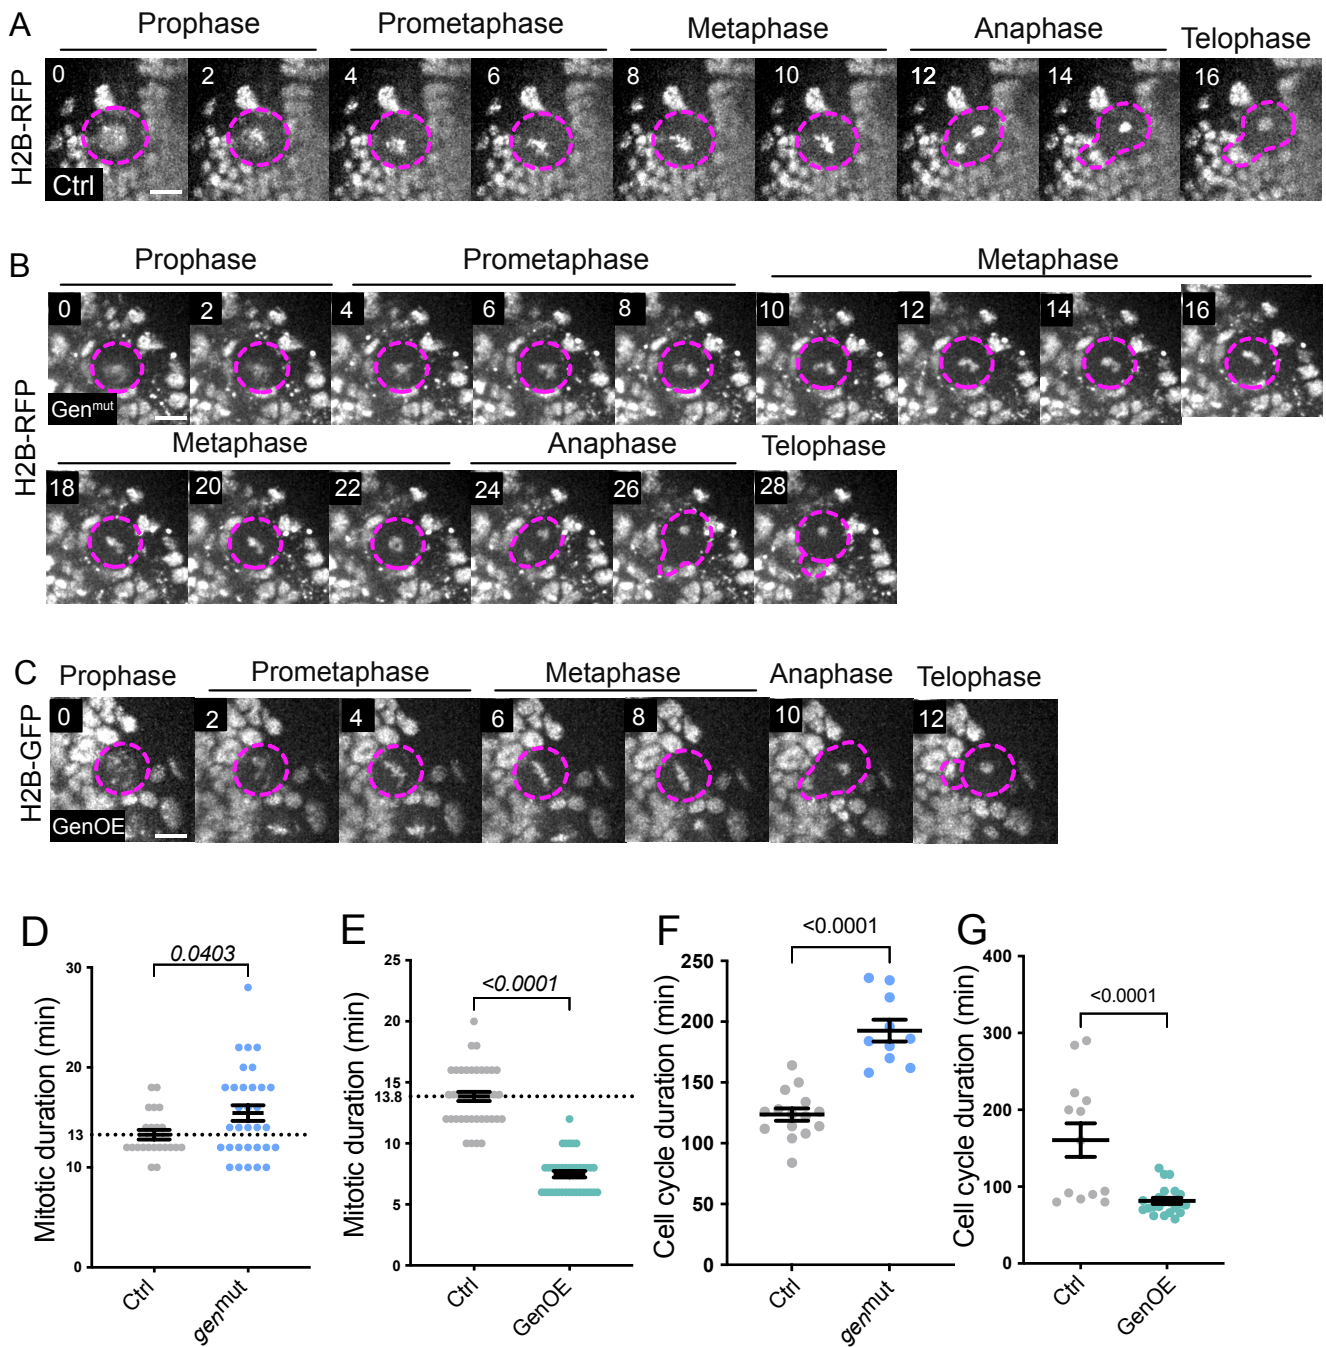 A
Prophase
Prometaphase
Metaphase
Anaphase
Telophase
H2B-RFP
0
2
4
6
8
10
12
14
16
Ctrl
B
Prophase
Prometaphase
Metaphase
H2B-RFP
0
2
4
6
8
10
12
14
16
Gen^mut
Metaphase
Anaphase
Telophase
18
20
22
24
26
28
C
Prophase
Prometaphase
Metaphase
Anaphase
Telophase
H2B-GFP
0
2
4
6
8
10
12
GenOE
D
Mitotic duration (min)
0.0403
30
20
13
10
0
Ctrl
genmut
E
Mitotic duration (min)
<0.0001
25
20
15
13.8
10
5
0
Ctrl
GenOE
F
Cell cycle duration (min)
<0.0001
250
200
150
100
50
0
Ctrl
genmut
G
Cell cycle duration (min)
<0.0001
400
300
200
100
0
Ctrl
GenOE